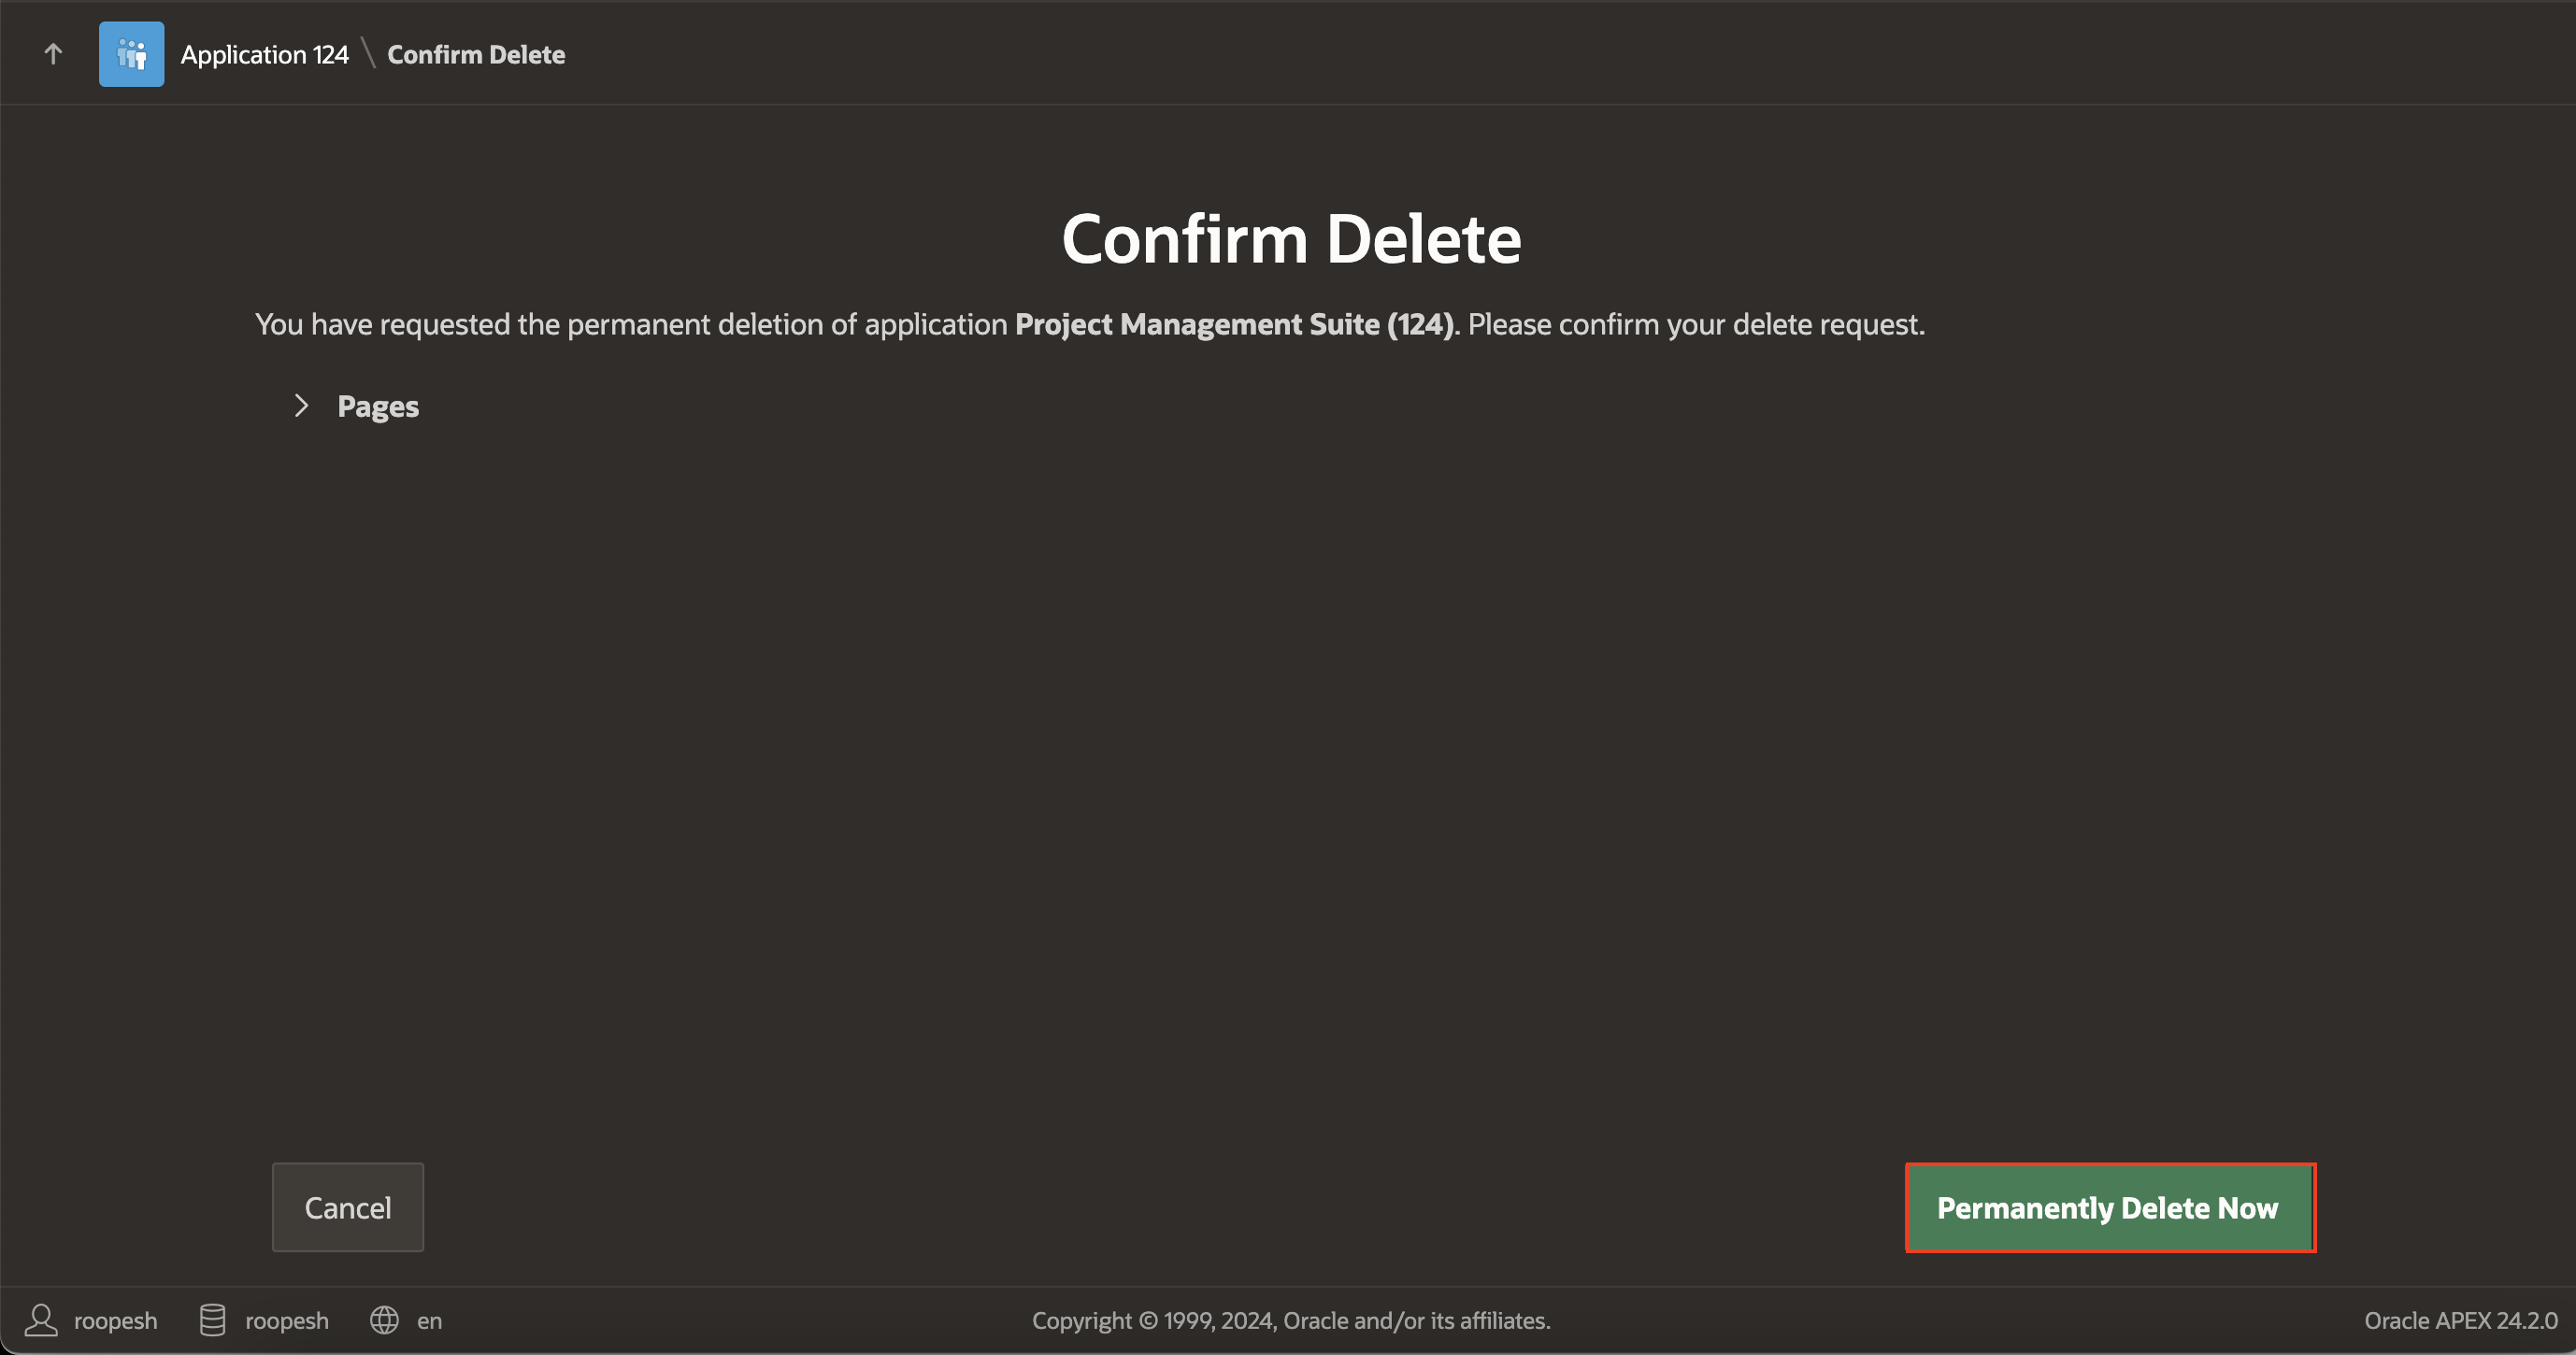 Application 124 \ Confirm Delete
Confirm Delete
You have requested the permanent deletion of application Project Management Suite (124). Please confirm your delete request.
Pages
Cancel
Permanently Delete Now
roopesh
roopesh
en
Copyright © 1999, 2024, Oracle and/or its affiliates.
Oracle APEX 24.2.0